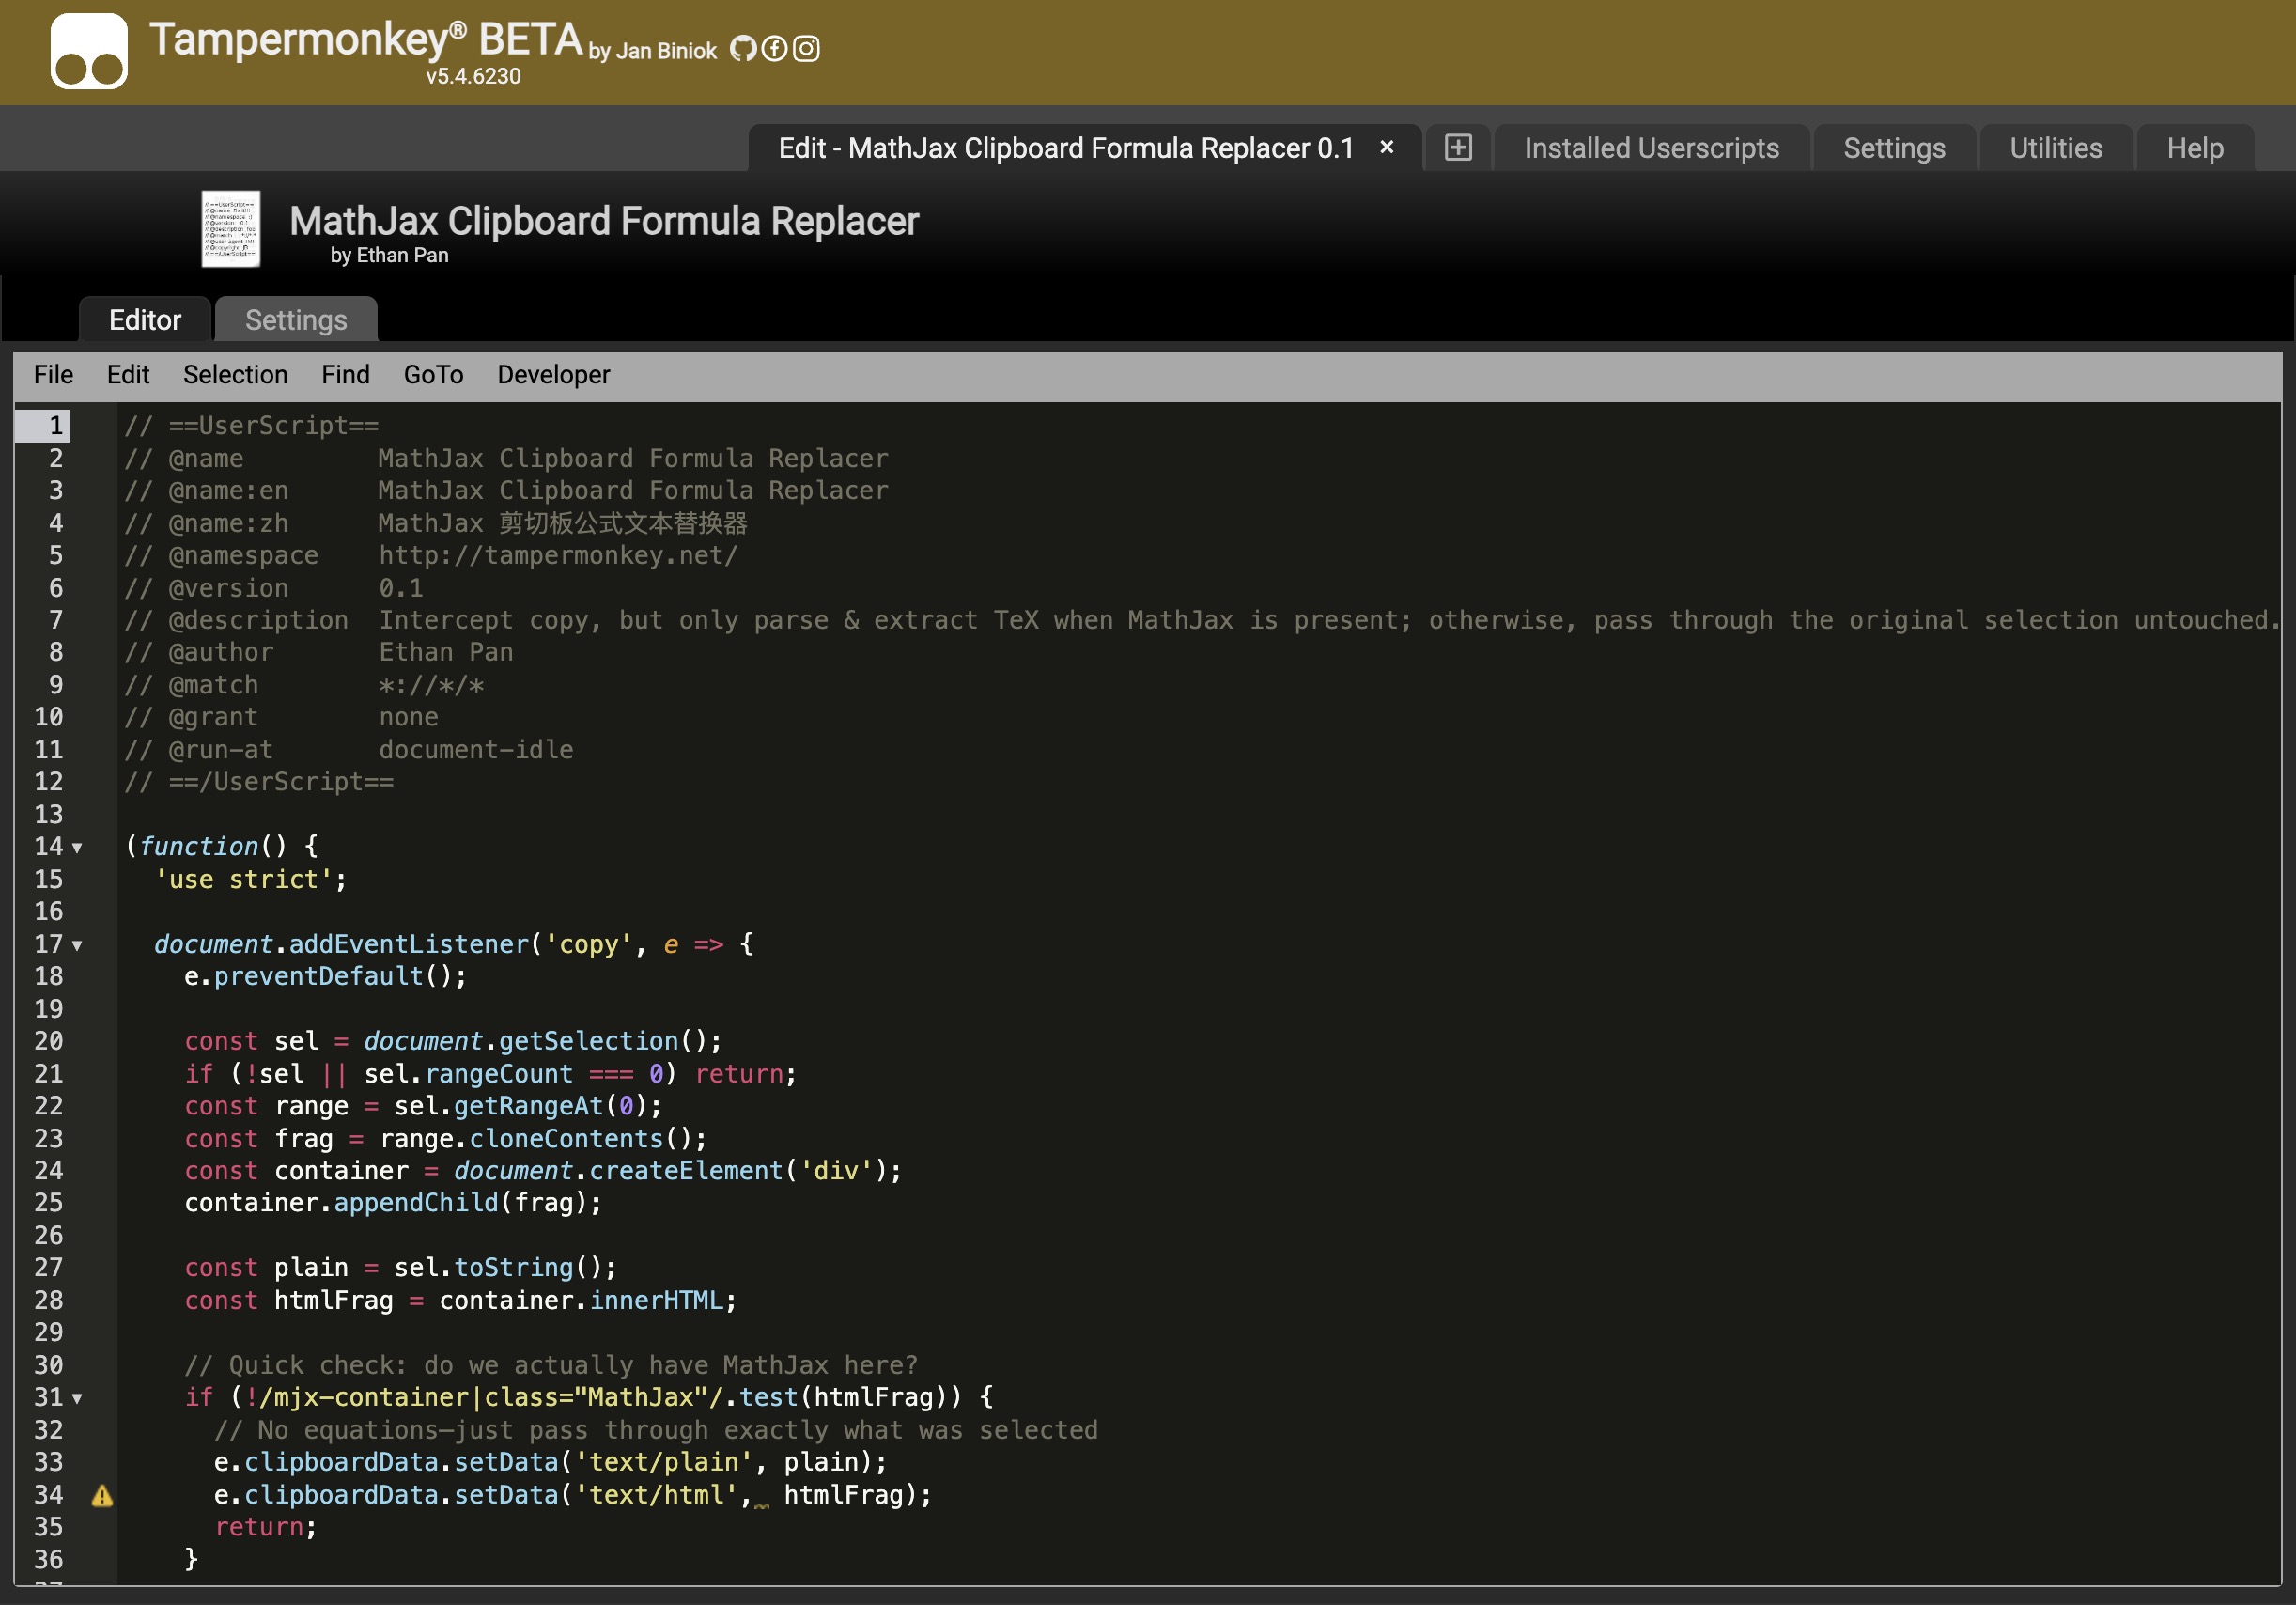 Tampermonkey® BETA by Jan Biniok
v5.4.6230
Edit - MathJax Clipboard Formula Replacer 0.1 × Installed Userscripts Settings Utilities Help
MathJax Clipboard Formula Replacer
by Ethan Pan
Editor Settings
File Edit Selection Find GoTo Developer
1 // ==UserScript==
2 // @name         MathJax Clipboard Formula Replacer
3 // @name:en      MathJax Clipboard Formula Replacer
4 // @name:zh      MathJax 剪切板公式文本替换器
5 // @namespace    http://tampermonkey.net/
6 // @version      0.1
7 // @description  Intercept copy, but only parse & extract TeX when MathJax is present; otherwise, pass through the original selection untouched.
8 // @author       Ethan Pan
9 // @match        *://*/*
10 // @grant        none
11 // @run-at       document-idle
12 // ==/UserScript==
13
14 (function() {
15   'use strict';
16
17   document.addEventListener('copy', e => {
18     e.preventDefault();
19
20     const sel = document.getSelection();
21     if (!sel || sel.rangeCount === 0) return;
22     const range = sel.getRangeAt(0);
23     const frag = range.cloneContents();
24     const container = document.createElement('div');
25     container.appendChild(frag);
26
27     const plain = sel.toString();
28     const htmlFrag = container.innerHTML;
29
30     // Quick check: do we actually have MathJax here?
31     if (!/mjx-container|class="MathJax"/.test(htmlFrag)) {
32       // No equations—just pass through exactly what was selected
33       e.clipboardData.setData('text/plain', plain);
34       e.clipboardData.setData('text/html',  htmlFrag);
35       return;
36     }